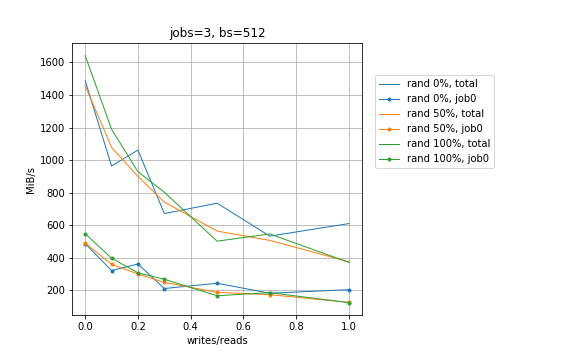 jobs=3, bs=512
1600
1400
1200
1000
800
600
400
200
MiB/s
0.0 0.2 0.4 0.6 0.8 1.0
writes/reads
rand 0%, total
rand 0%, job0
rand 50%, total
rand 50%, job0
rand 100%, total
rand 100%, job0